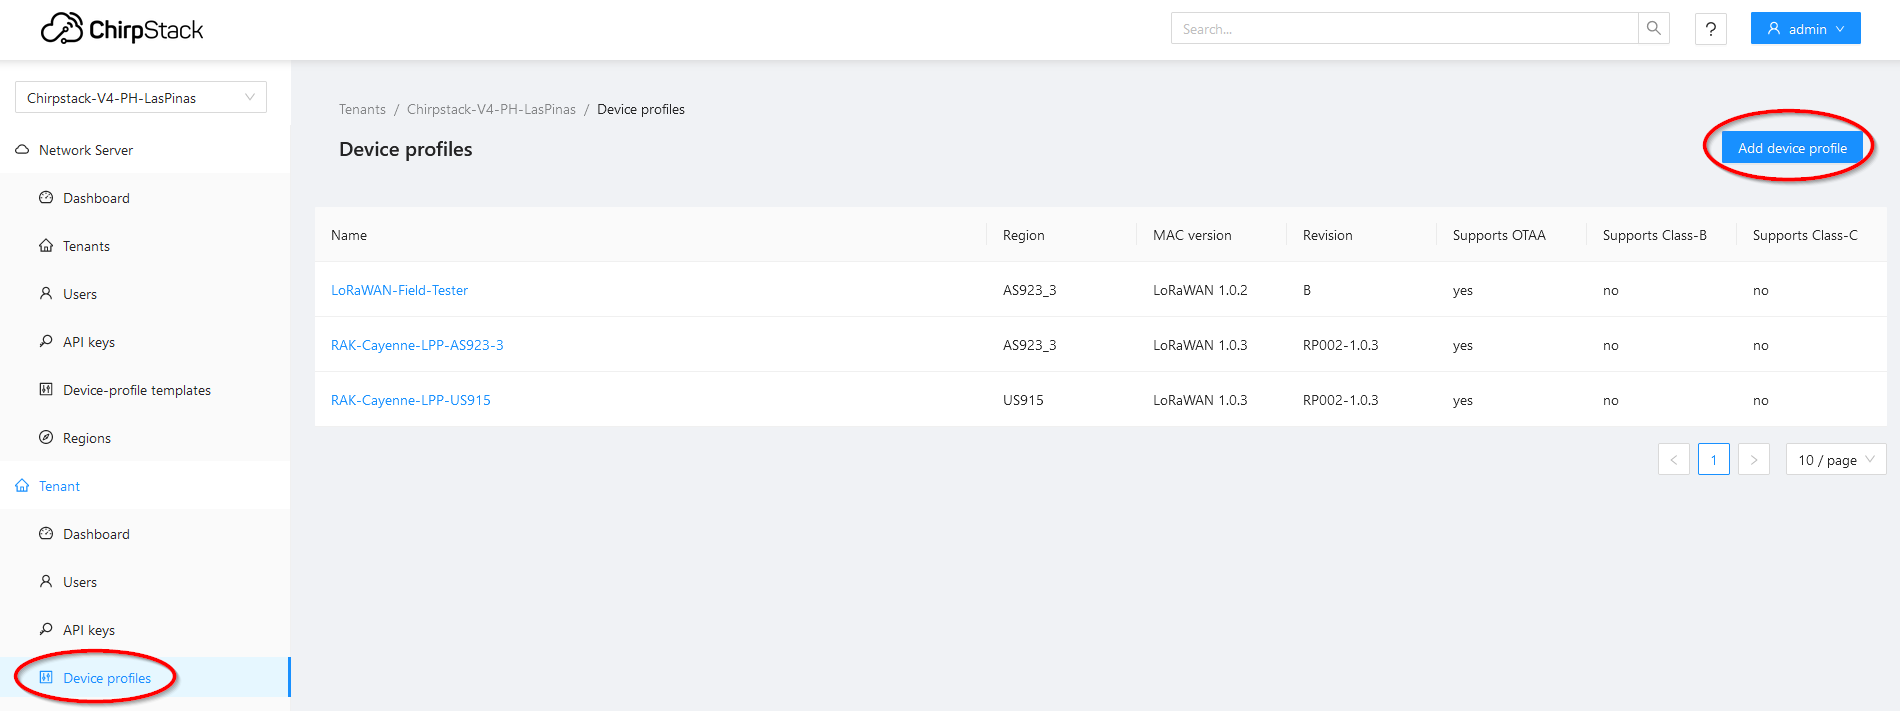 ChirpStack
Search...
?
admin
Chirpstack-V4-PH-LasPinas
Network Server
Dashboard
Tenants
Users
API keys
Device-profile templates
Regions
Tenant
Dashboard
Users
API keys
Device profiles
Tenants / Chirpstack-V4-PH-LasPinas / Device profiles
Device profiles
Add device profile
Name Region MAC version Revision Supports OTAA Supports Class-B Supports Class-C
LoRaWAN-Field-Tester AS923_3 LoRaWAN 1.0.2 B yes no no
RAK-Cayenne-LPP-AS923-3 AS923_3 LoRaWAN 1.0.3 RP002-1.0.3 yes no no
RAK-Cayenne-LPP-US915 US915 LoRaWAN 1.0.3 RP002-1.0.3 yes no no
< 1 > 10 / page